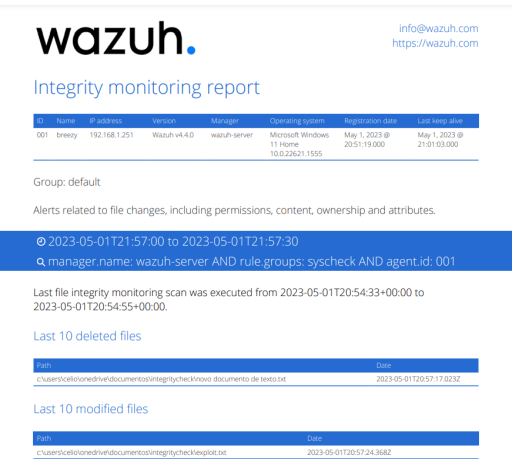 wazuh.
info@wazuh.com
https://wazuh.com
Integrity monitoring report
ID Name IP address Version Manager Operating system Registration date Last keep alive
001 breezy 192.168.1.251 Wazuh v4.4.0 wazuh-server Microsoft Windows May 1, 2023 @ May 1, 2023 @
11 Home 20:51:19.000 21:01:03.000
10.0.22621.1555
Group: default
Alerts related to file changes, including permissions, content, ownership and attributes.
2023-05-01T21:57:00 to 2023-05-01T21:57:30
manager.name: wazuh-server AND rule.groups: syscheck AND agent.id: 001
Last file integrity monitoring scan was executed from 2023-05-01T20:54:33+00:00 to
2023-05-01T20:54:55+00:00.
Last 10 deleted files
Path Date
c:\users\celio\onedrive\documentos\integritycheck\novo documento de texto.txt 2023-05-01T20:57:17.023Z
Last 10 modified files
Path Date
c:\users\celio\onedrive\documentos\integritycheck\exploit.txt 2023-05-01T20:57:24.368Z